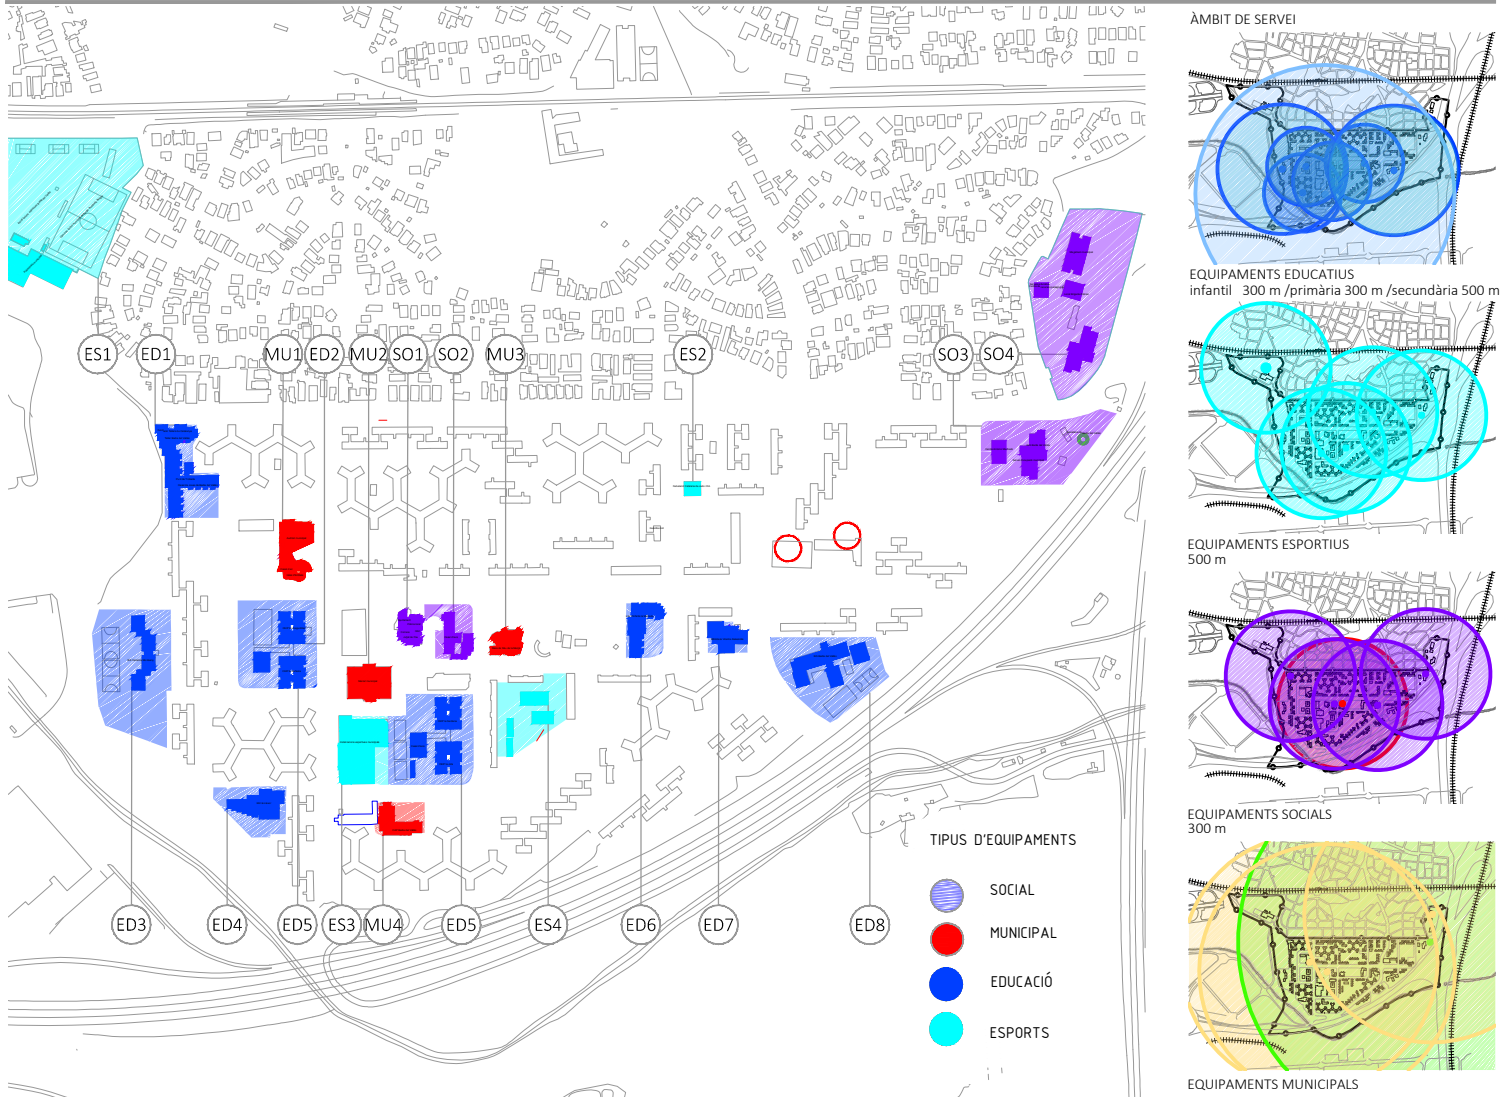 ÀMBIT DE SERVEI
EQUIPAMENTS EDUCATIUS
infantil 300 m /primària 300 m /secundària 500 m
ES1 ED1 MU1 ED2 MU2 SO1 SO2 MU3 ES2 SO3 SO4
EQUIPAMENTS ESPORTIUS
500 m
EQUIPAMENTS SOCIALS
300 m
TIPUS D'EQUIPAMENTS
SOCIAL
MUNICIPAL
EDUCACIÓ
ESPORTS
ED3 ED4 ED5 ES3 MU4 ED5 ES4 ED6 ED7 ED8
EQUIPAMENTS MUNICIPALS